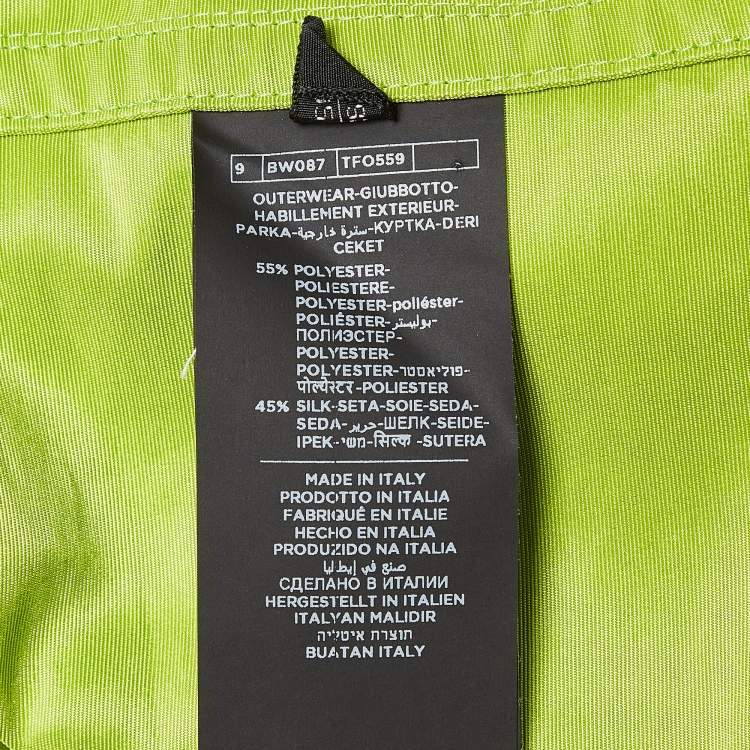 S/S
9 BW087 TFO559
OUTERWEAR-GIUBBOTTO-
HABILLEMENT EXTERIEUR-
PARKA-سترة خارجية-КУРТКА-DERI
CEKET
55% POLYESTER-
POLIESTERE-
POLYESTER-poliéster-
POLIÉSTER-بوليستر-
ПОЛИЭСТЕР-
POLYESTER-
POLYESTER-פוליאסטר-
पोल्येस्टर-POLIESTER
45% SILK-SETA-SOIE-SEDA-
SEDA-حرير-ШЕЛК-SEIDE-
IPEK-משי-सिल्क -SUTERA
MADE IN ITALY
PRODOTTO IN ITALIA
FABRIQUÉ EN ITALIE
HECHO EN ITALIA
PRODUZIDO NA ITALIA
صنع في إيطاليا
СДЕЛАНО В ИТАЛИИ
HERGESTELLT IN ITALIEN
ITALYAN MALIDIR
תוצרת איטליה
BUATAN ITALY